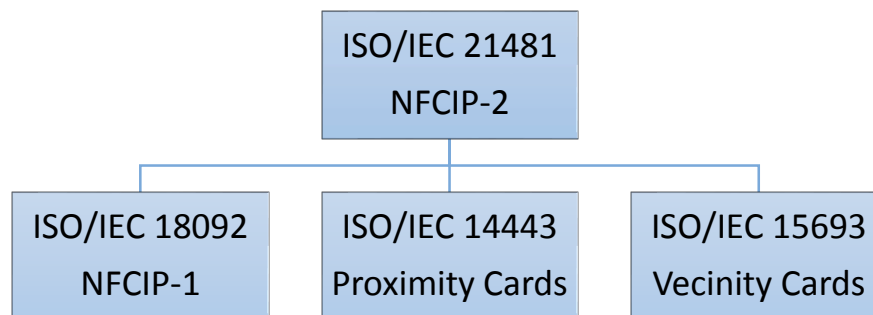 ISO/IEC 21481
NFCIP-2
ISO/IEC 18092
NFCIP-1
ISO/IEC 14443
Proximity Cards
ISO/IEC 15693
Vecinity Cards